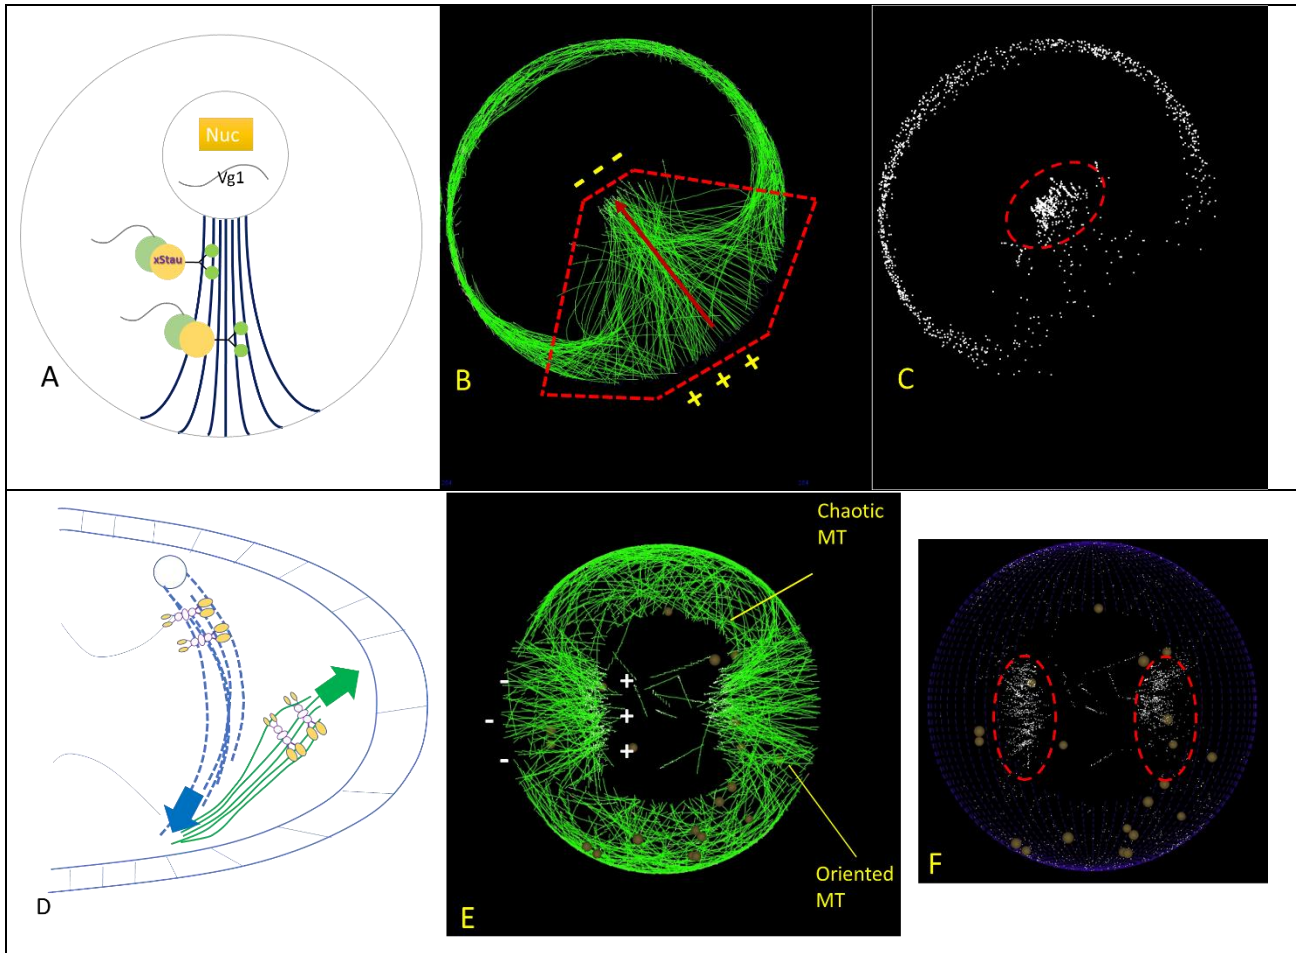 Nuc
Vg1
xStau
A
- - -
+ + +
B
C
D
Chaotic
MT
-
-
-
+
+
+
Oriented
MT
E
F